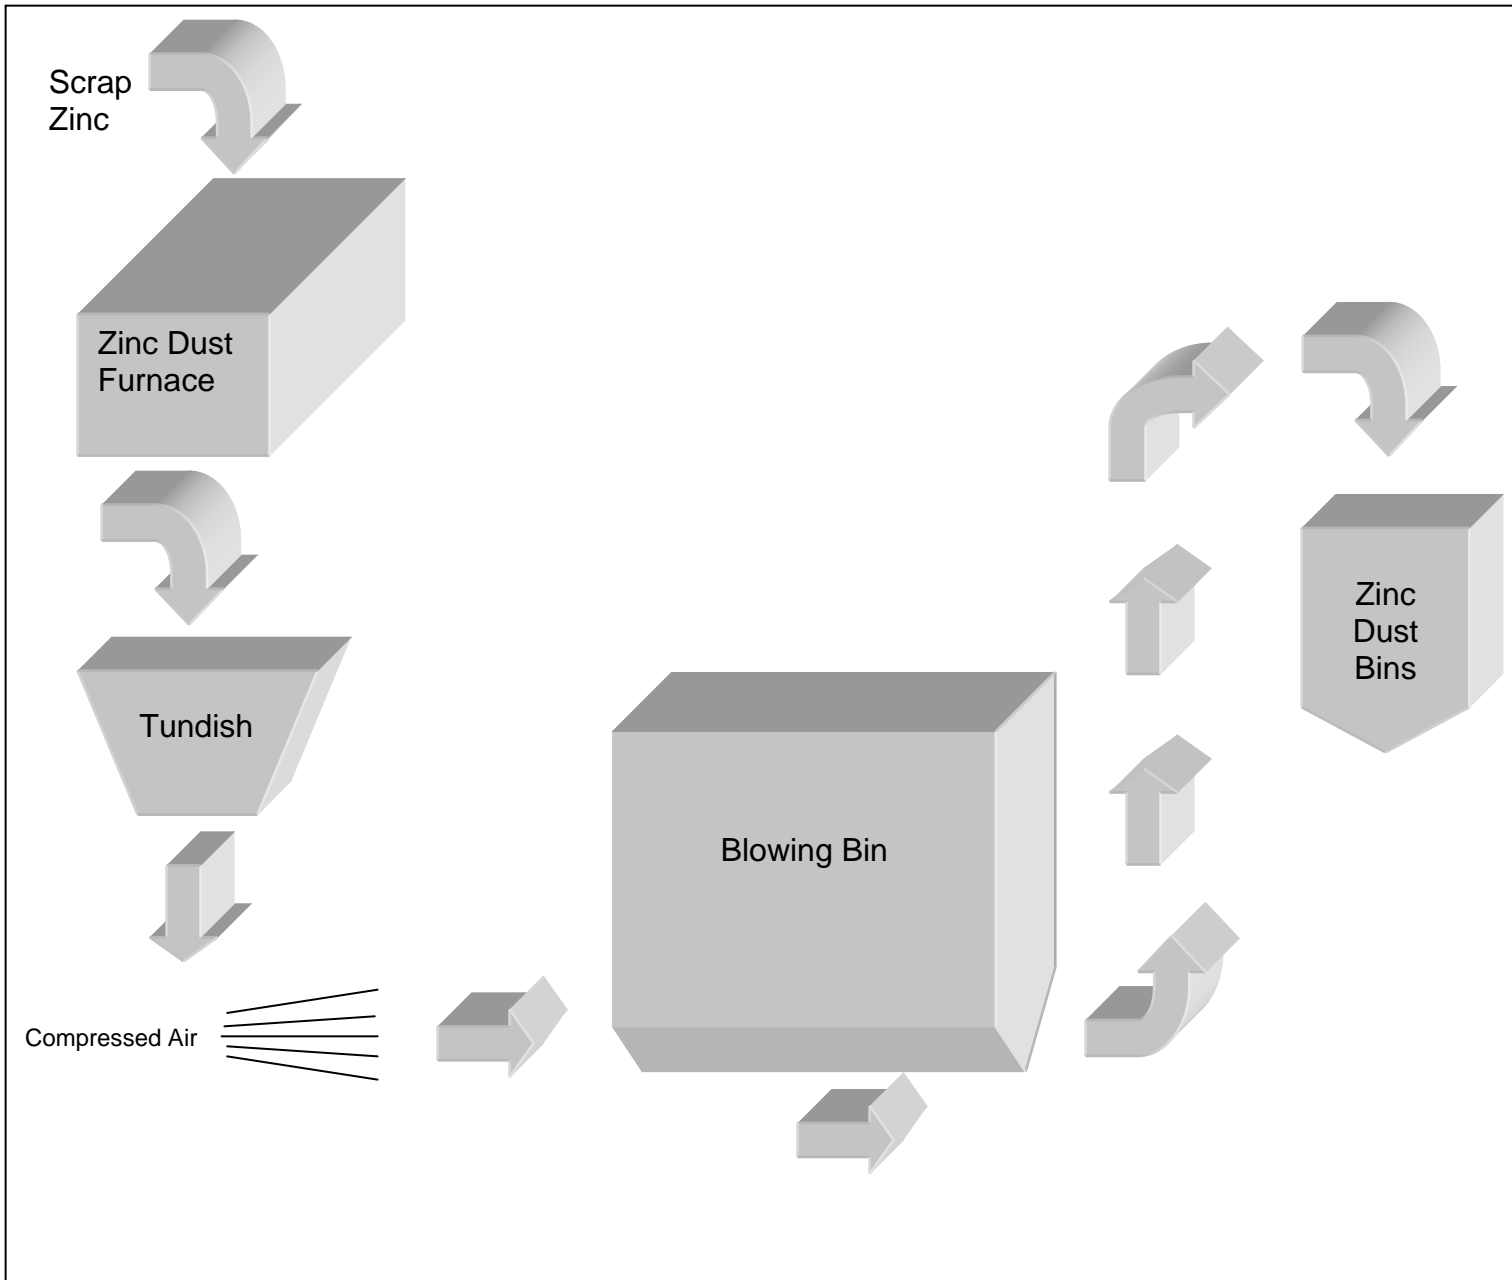 Scrap
Zinc
Zinc Dust
Furnace
Tundish
Compressed Air
Blowing Bin
Zinc
Dust
Bins